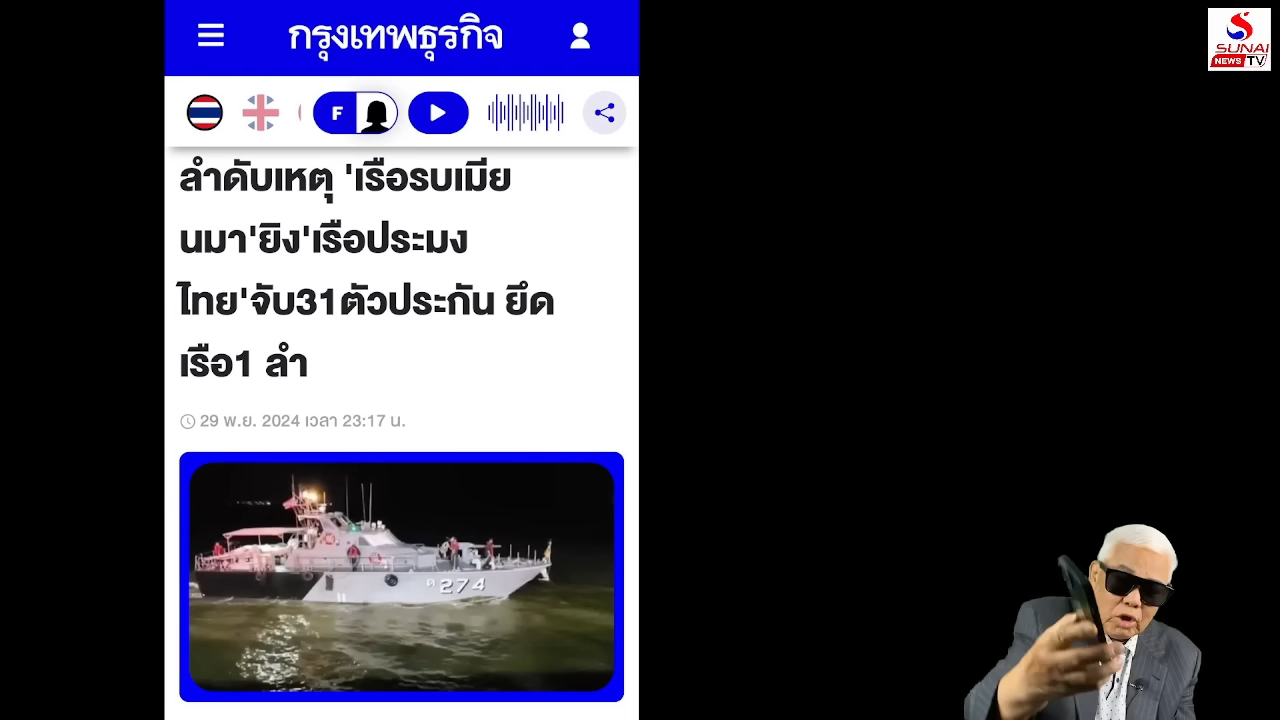 กรุงเทพธุรกิจ
SUNAI
NEWS TV
F
ลำดับเหตุ 'เรือรบเมีย
นมา'ยิง'เรือประมง
ไทย'จับ31ตัวประกัน ยึด
เรือ1 ลำ
29 พ.ย. 2024 เวลา 23:17 น.
ต 274